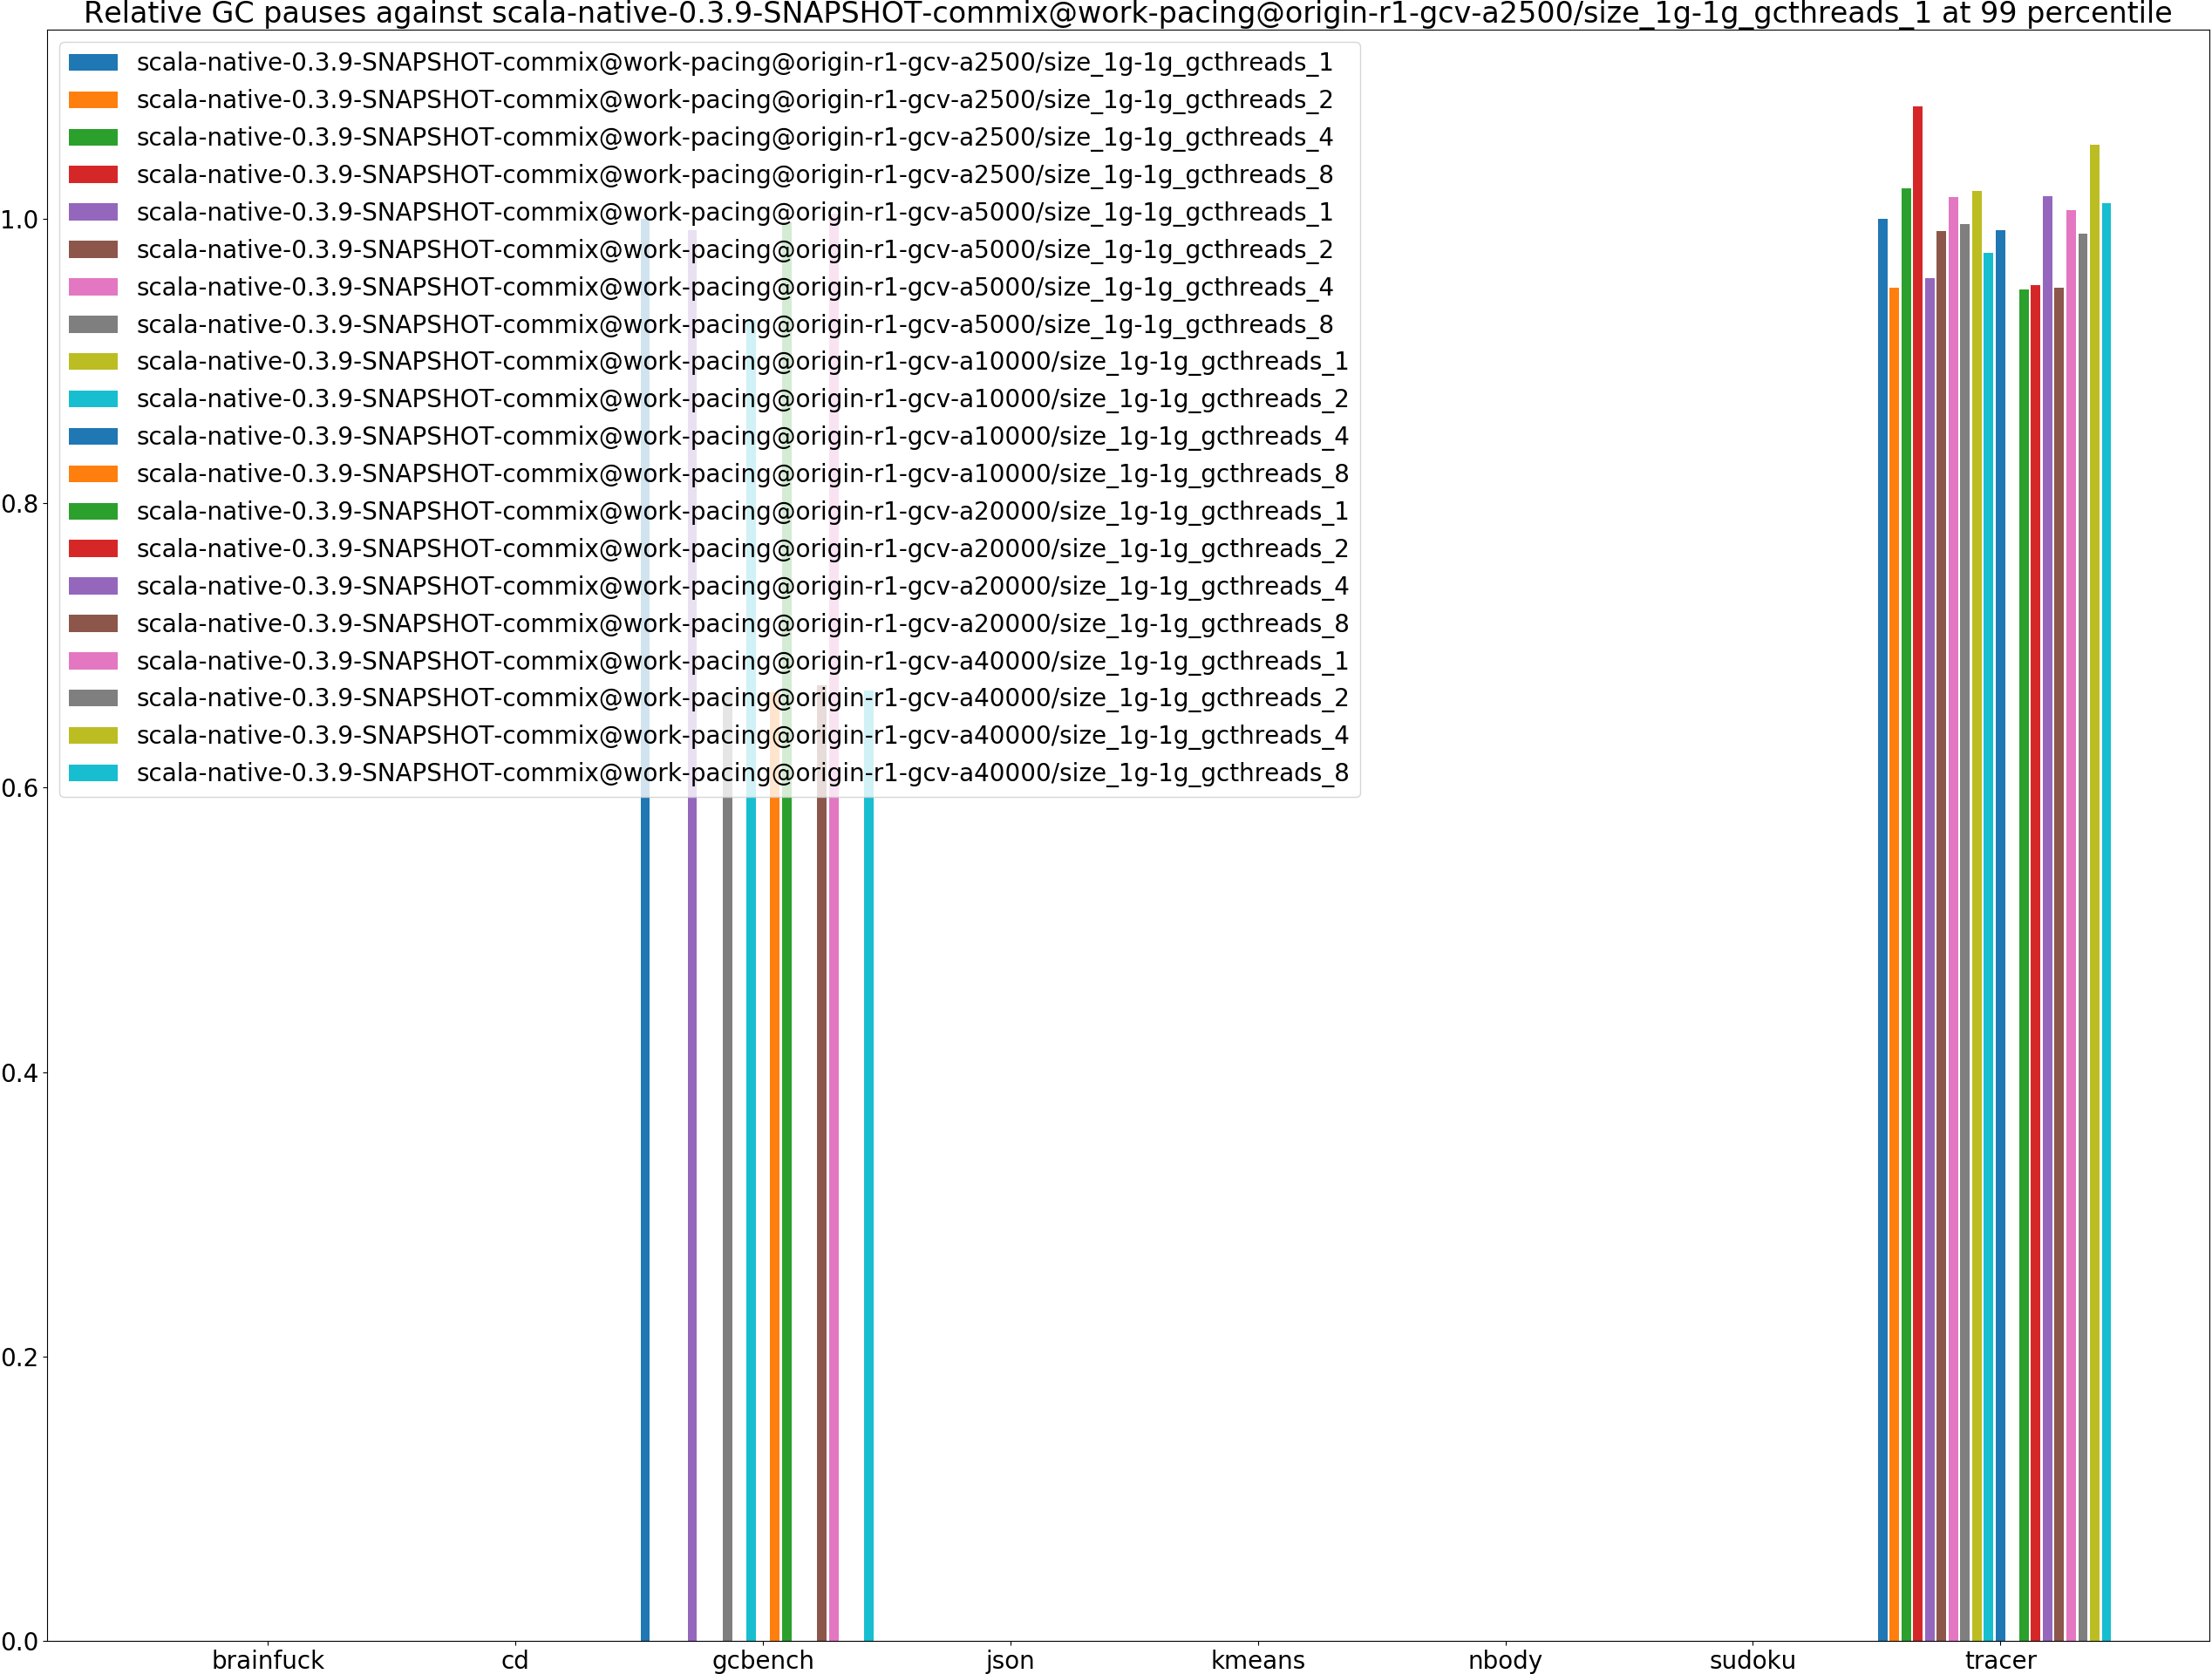 Relative GC pauses against scala-native-0.3.9-SNAPSHOT-commix@work-pacing@origin-r1-gcv-a2500/size_1g-1g_gcthreads_1 at 99 percentile
scala-native-0.3.9-SNAPSHOT-commix@work-pacing@origin-r1-gcv-a2500/size_1g-1g_gcthreads_1
scala-native-0.3.9-SNAPSHOT-commix@work-pacing@origin-r1-gcv-a2500/size_1g-1g_gcthreads_2
scala-native-0.3.9-SNAPSHOT-commix@work-pacing@origin-r1-gcv-a2500/size_1g-1g_gcthreads_4
scala-native-0.3.9-SNAPSHOT-commix@work-pacing@origin-r1-gcv-a2500/size_1g-1g_gcthreads_8
scala-native-0.3.9-SNAPSHOT-commix@work-pacing@origin-r1-gcv-a5000/size_1g-1g_gcthreads_1
scala-native-0.3.9-SNAPSHOT-commix@work-pacing@origin-r1-gcv-a5000/size_1g-1g_gcthreads_2
scala-native-0.3.9-SNAPSHOT-commix@work-pacing@origin-r1-gcv-a5000/size_1g-1g_gcthreads_4
scala-native-0.3.9-SNAPSHOT-commix@work-pacing@origin-r1-gcv-a5000/size_1g-1g_gcthreads_8
scala-native-0.3.9-SNAPSHOT-commix@work-pacing@origin-r1-gcv-a10000/size_1g-1g_gcthreads_1
scala-native-0.3.9-SNAPSHOT-commix@work-pacing@origin-r1-gcv-a10000/size_1g-1g_gcthreads_2
scala-native-0.3.9-SNAPSHOT-commix@work-pacing@origin-r1-gcv-a10000/size_1g-1g_gcthreads_4
scala-native-0.3.9-SNAPSHOT-commix@work-pacing@origin-r1-gcv-a10000/size_1g-1g_gcthreads_8
scala-native-0.3.9-SNAPSHOT-commix@work-pacing@origin-r1-gcv-a20000/size_1g-1g_gcthreads_1
scala-native-0.3.9-SNAPSHOT-commix@work-pacing@origin-r1-gcv-a20000/size_1g-1g_gcthreads_2
scala-native-0.3.9-SNAPSHOT-commix@work-pacing@origin-r1-gcv-a20000/size_1g-1g_gcthreads_4
scala-native-0.3.9-SNAPSHOT-commix@work-pacing@origin-r1-gcv-a20000/size_1g-1g_gcthreads_8
scala-native-0.3.9-SNAPSHOT-commix@work-pacing@origin-r1-gcv-a40000/size_1g-1g_gcthreads_1
scala-native-0.3.9-SNAPSHOT-commix@work-pacing@origin-r1-gcv-a40000/size_1g-1g_gcthreads_2
scala-native-0.3.9-SNAPSHOT-commix@work-pacing@origin-r1-gcv-a40000/size_1g-1g_gcthreads_4
scala-native-0.3.9-SNAPSHOT-commix@work-pacing@origin-r1-gcv-a40000/size_1g-1g_gcthreads_8
1.0
0.8
0.6
0.4
0.2
0.0
brainfuck cd gcbench json kmeans nbody sudoku tracer